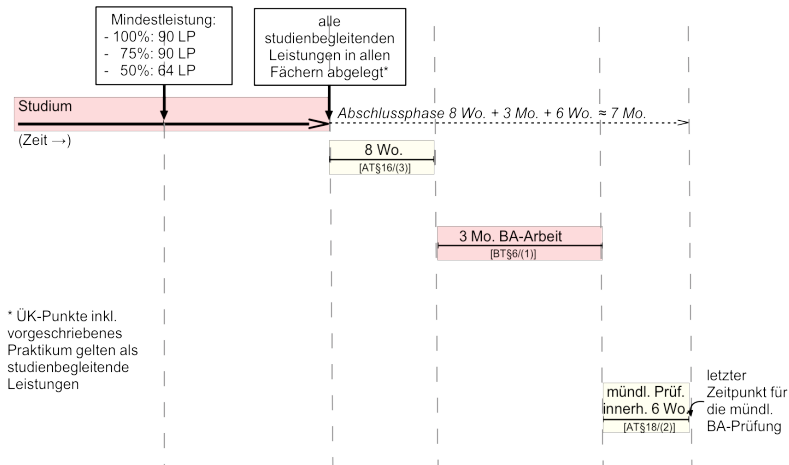 Mindestleistung:
- 100%: 90 LP
- 75%: 90 LP
- 50%: 64 LP
alle
studienbegleitenden
Leistungen in allen
Fächern abgelegt*
Studium
Abschlussphase 8 Wo. + 3 Mo. + 6 Wo. ≈ 7 Mo.
(Zeit →)
8 Wo.
[AT§16/(3)]
3 Mo. BA-Arbeit
[BT§6/(1)]
* ÜK-Punkte inkl.
vorgeschriebenes
Praktikum gelten als
studienbegleitende
Leistungen
mündl. Prüf.
innerh. 6 Wo.
[AT§18/(2)]
letzter
Zeitpunkt für
die mündl.
BA-Prüfung